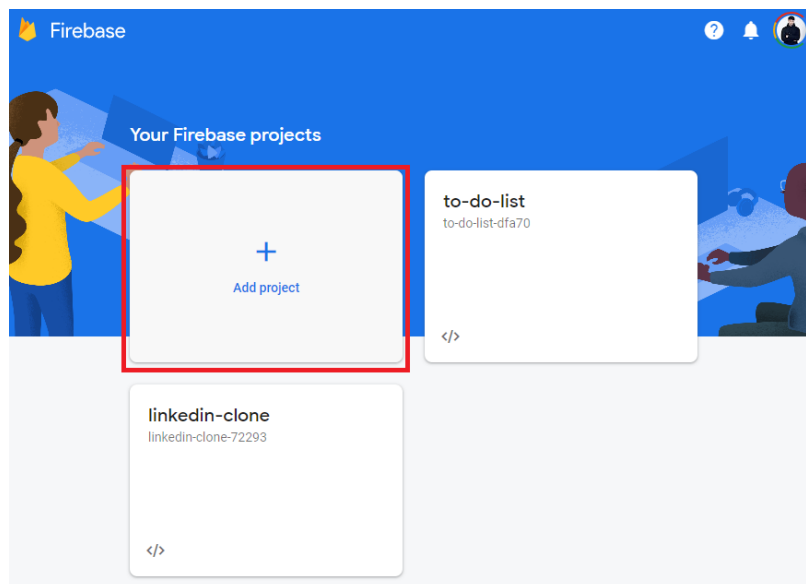 Firebase
Your Firebase projects
Add project
to-do-list
to-do-list-dfa70
</>
linkedin-clone
linkedin-clone-72293
</>